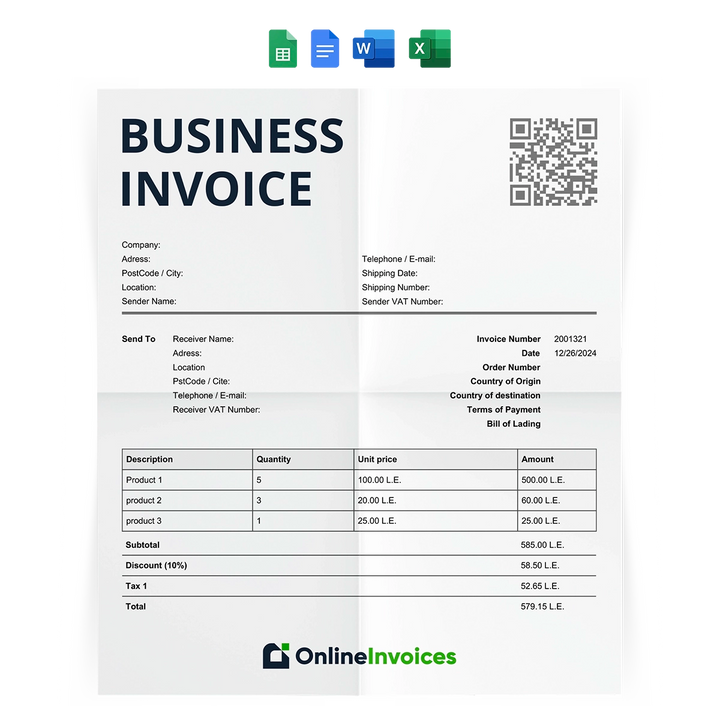 W
X
BUSINESS
INVOICE
Company:
Adress:
PostCode / City:
Location:
Sender Name:
Telephone / E-mail:
Shipping Date:
Shipping Number:
Sender VAT Number:
Send To Receiver Name:
Adress:
Location
PstCode / Cite:
Telephone / E-mail:
Receiver VAT Number:
Invoice Number 2001321
Date 12/26/2024
Order Number
Country of Origin
Country of destination
Terms of Payment
Bill of Lading
Description Quantity Unit price Amount
Product 1 5 100.00 L.E. 500.00 L.E.
product 2 3 20.00 L.E. 60.00 L.E.
product 3 1 25.00 L.E. 25.00 L.E.
Subtotal 585.00 L.E.
Discount (10%) 58.50 L.E.
Tax 1 52.65 L.E.
Total 579.15 L.E.
OnlineInvoices